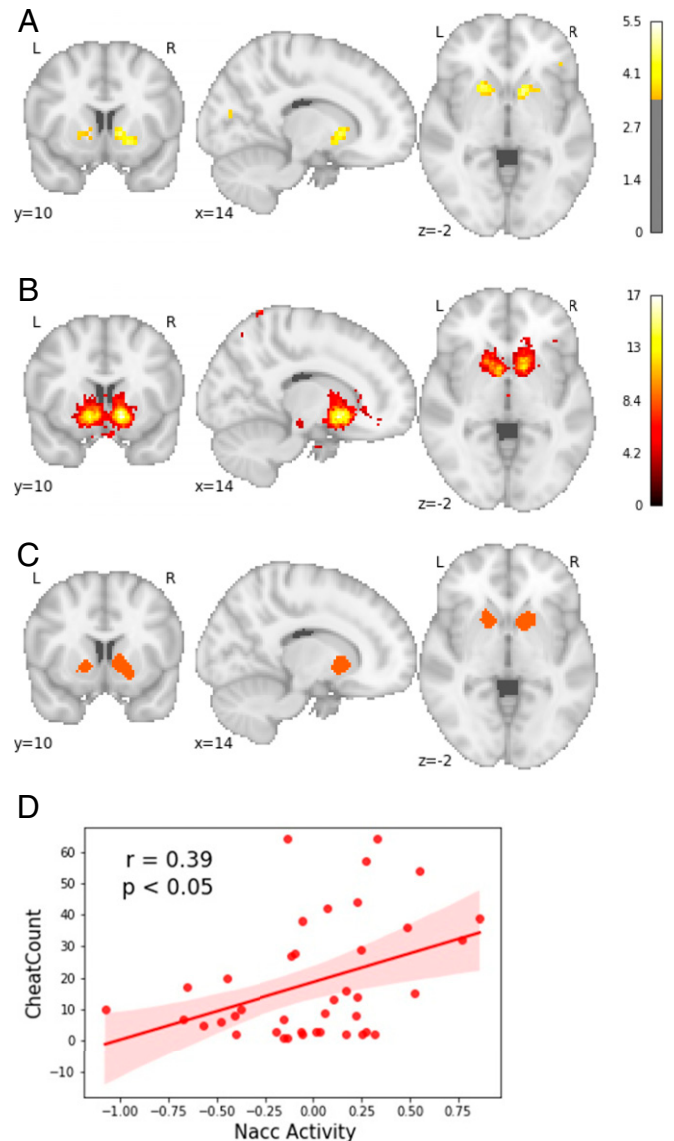 A
L R L R
y=10 x=14 z=-2
5.5
4.1
2.7
1.4
0
B
L R L R
y=10 x=14 z=-2
17
13
8.4
4.2
0
C
L R L R
y=10 x=14 z=-2
D
r = 0.39
p < 0.05
CheatCount
60
50
40
30
20
10
0
−10
−1.00 −0.75 −0.50 −0.25 0.00 0.25 0.50 0.75
Nacc Activity